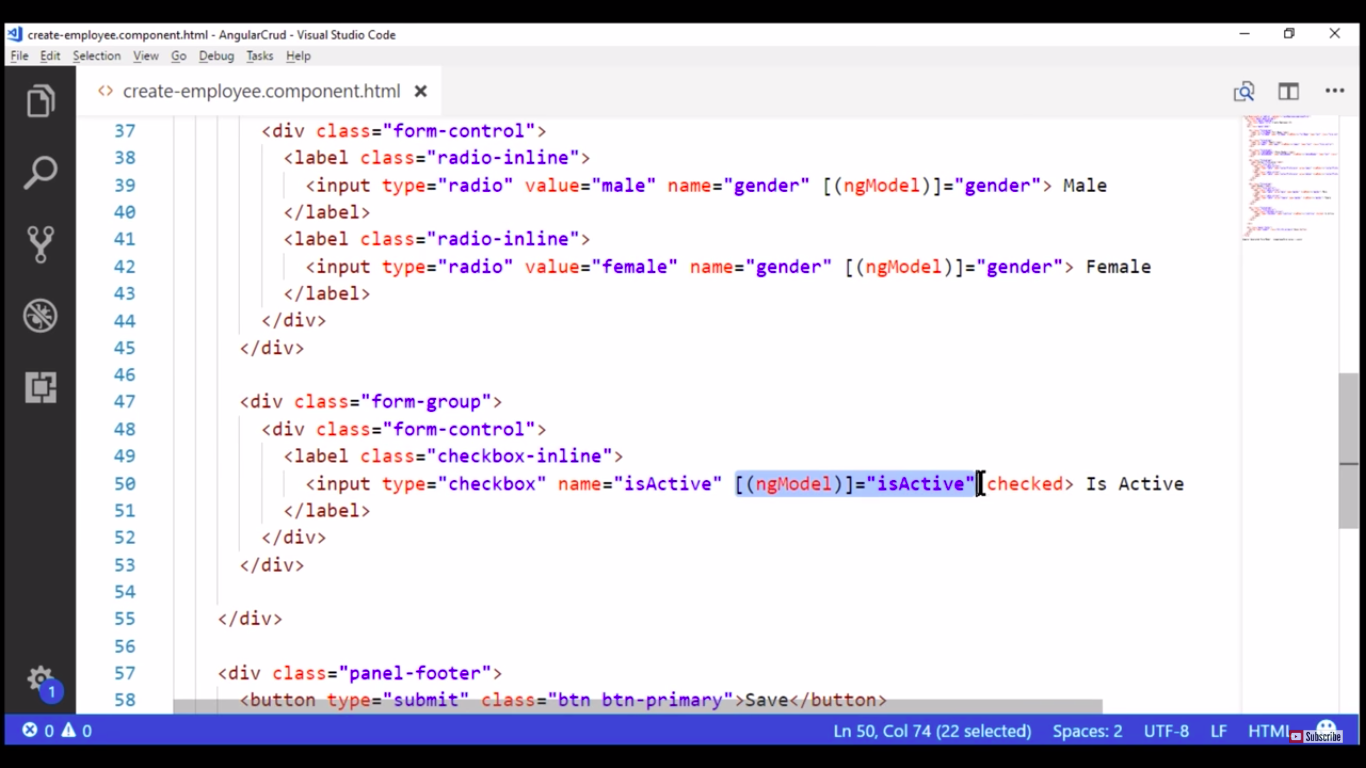 create-employee.component.html - AngularCrud - Visual Studio Code
File Edit Selection View Go Debug Tasks Help
<> create-employee.component.html
37 <div class="form-control">
38 <label class="radio-inline">
39 <input type="radio" value="male" name="gender" [(ngModel)]="gender"> Male
40 </label>
41 <label class="radio-inline">
42 <input type="radio" value="female" name="gender" [(ngModel)]="gender"> Female
43 </label>
44 </div>
45 </div>
46
47 <div class="form-group">
48 <div class="form-control">
49 <label class="checkbox-inline">
50 <input type="checkbox" name="isActive" [(ngModel)]="isActive" checked> Is Active
51 </label>
52 </div>
53 </div>
54
55 </div>
56
57 <div class="panel-footer">
58 <button type="submit" class="btn btn-primary">Save</button>
1
0 0 Ln 50, Col 74 (22 selected) Spaces: 2 UTF-8 LF HTML
Subscribe